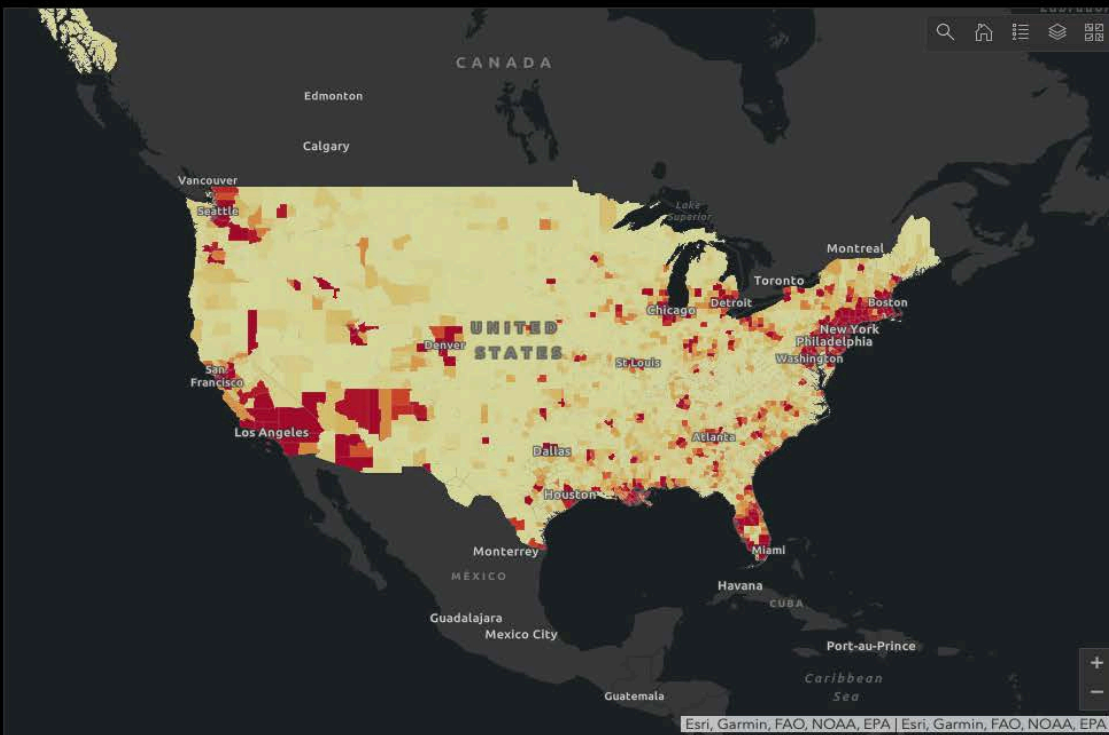 CANADA
Edmonton
Calgary
Vancouver
Seattle
Lake
Superior
Montreal
Toronto
Boston
Detroit
Chicago
New York
Philadelphia
UNITED
STATES
Denver
Washington
St Louis
San
Francisco
Los Angeles
Atlanta
Dallas
Houston
Monterrey
Miami
MÉXICO
Havana
CUBA
Guadalajara
Mexico City
Port-au-Prince
Caribbean
Sea
Guatemala
Esri, Garmin, FAO, NOAA, EPA | Esri, Garmin, FAO, NOAA, EPA